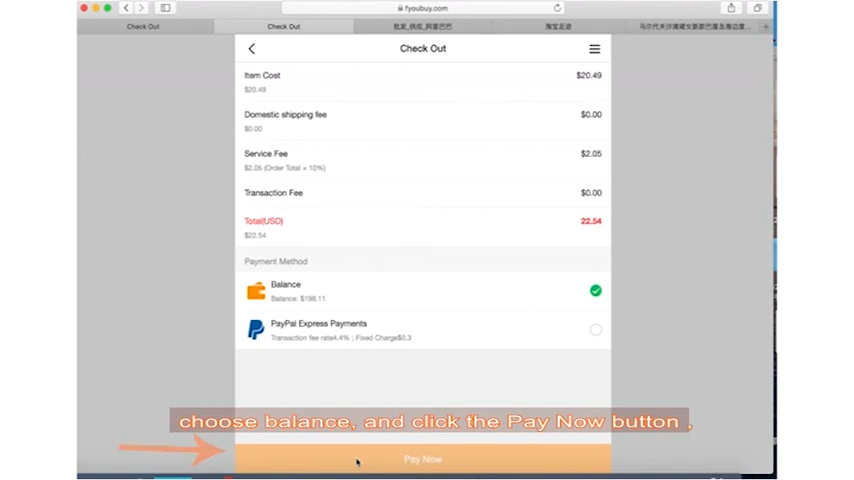 fyoubuy.com
Check Out
Check Out
批发_供应_阿里巴巴
Check Out
Item Cost
$20.49
$20.49
Domestic shipping fee
$0.00
$0.00
Service Fee
$2.05
$2.05 (Order Total × 10%)
Transaction Fee
$0.00
Total(USD)
22.54
$22.54
Payment Method
Balance
Balance: $198.11
PayPal Express Payments
Transaction fee rate4.4% ; Fixed Charge$0.3
choose balance, and click the Pay Now button ,
Pay Now